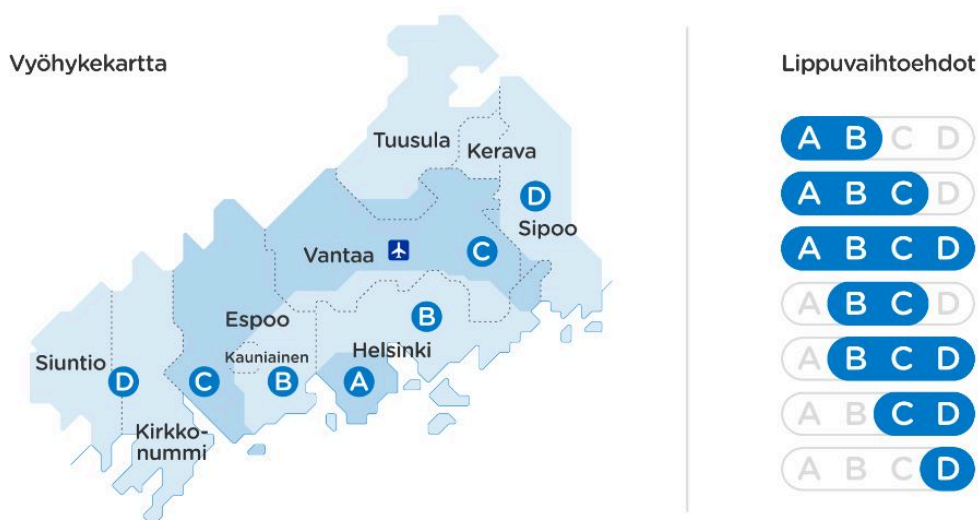 Vyöhykekartta
Lippuvaihtoehdot
Tuusula
Kerava
D
Sipoo
Vantaa
C
B
Espoo
Helsinki
Kauniainen
Siuntio
D
C
B
A
Kirkko-
nummi
A B C D
A B C D
A B C D
A B C D
A B C D
A B C D
A B C D